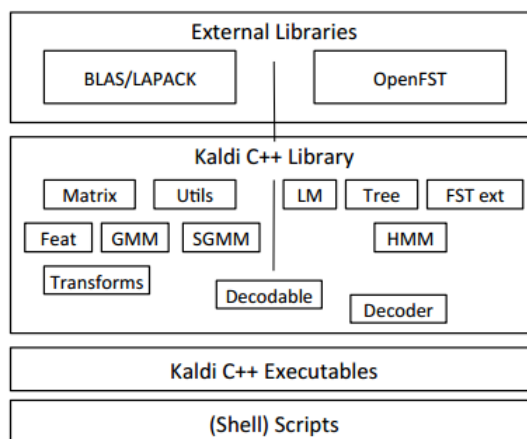 External Libraries
BLAS/LAPACK OpenFST
Kaldi C++ Library
Matrix Utils LM Tree FST ext
Feat GMM SGMM HMM
Transforms
Decodable
Decoder
Kaldi C++ Executables
(Shell) Scripts